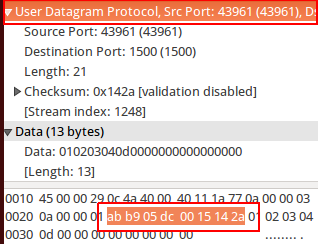 User Datagram Protocol, Src Port: 43961 (43961), Ds
Source Port: 43961 (43961)
Destination Port: 1500 (1500)
Length: 21
Checksum: 0x142a [validation disabled]
[Stream index: 1248]
Data (13 bytes)
Data: 010203040d0000000000000000
[Length: 13]
0010 45 00 00 29 0c 4a 40 00 40 11 1a 77 0a 00 00 03
0020 0a 00 00 01 ab b9 05 dc 00 15 14 2a 01 02 03 04
0030 0d 00 00 00 00 00 00 00 00 ........ .